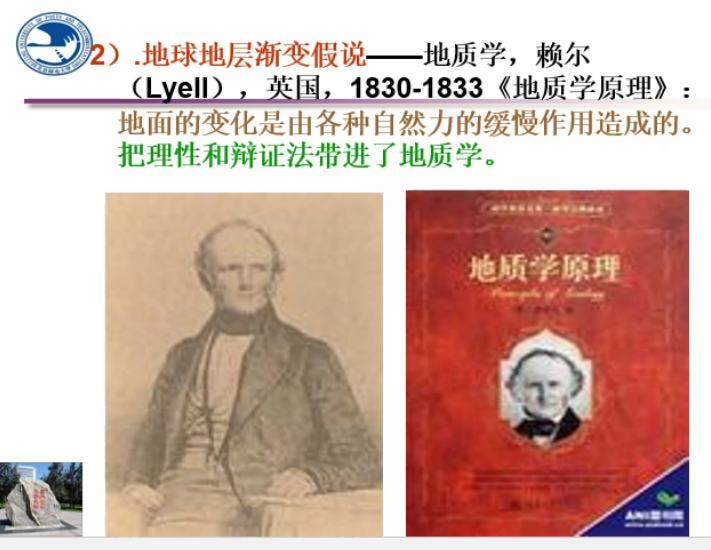 2）.地球地层渐变假说——地质学，赖尔
（Lyell），英国，1830-1833《地质学原理》：
地面的变化是由各种自然力的缓慢作用造成的。
把理性和辩证法带进了地质学。
地质学原理
Principles of Geology